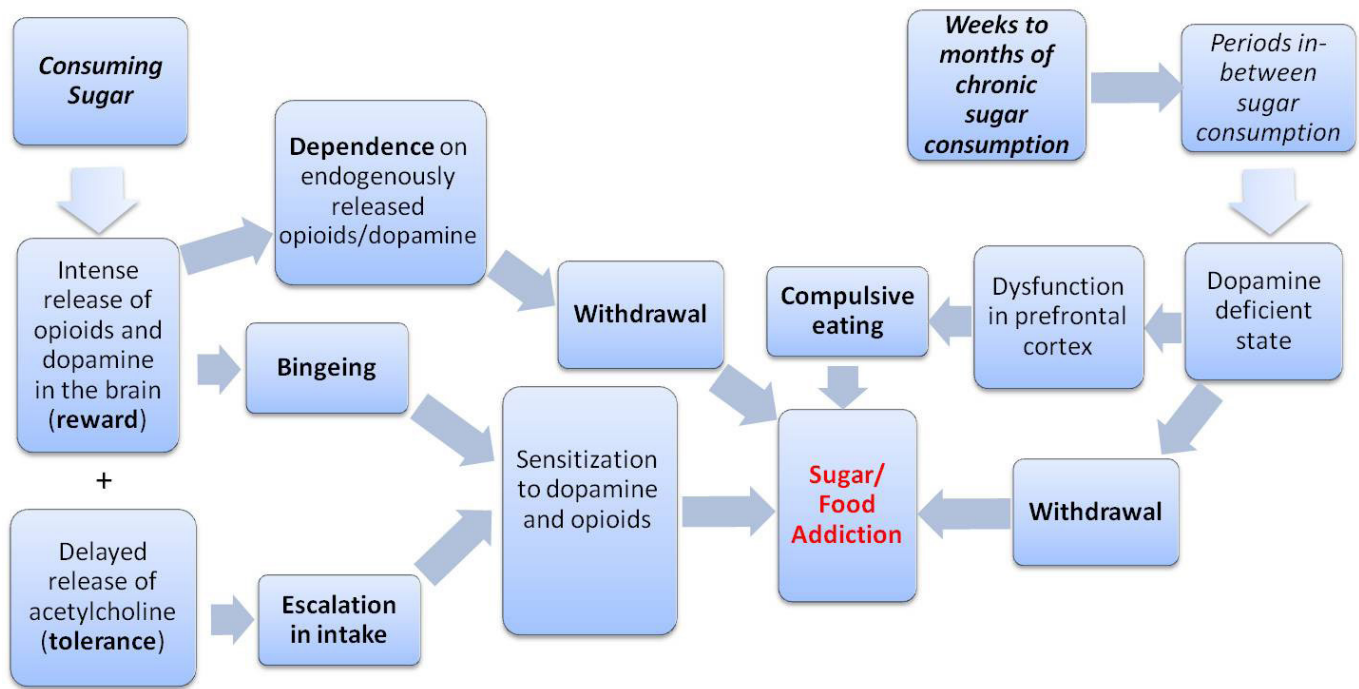 Consuming
Sugar
Intense
release of
opioids and
dopamine
in the brain
(reward)
+
Delayed
release of
acetylcholine
(tolerance)
Dependence on
endogenously
released
opioids/dopamine
Bingeing
Escalation
in intake
Withdrawal
Sensitization
to dopamine
and opioids
Weeks to
months of
chronic
sugar
consumption
Periods in-
between
sugar
consumption
Dopamine
deficient
state
Dysfunction
in prefrontal
cortex
Compulsive
eating
Withdrawal
Sugar/
Food
Addiction